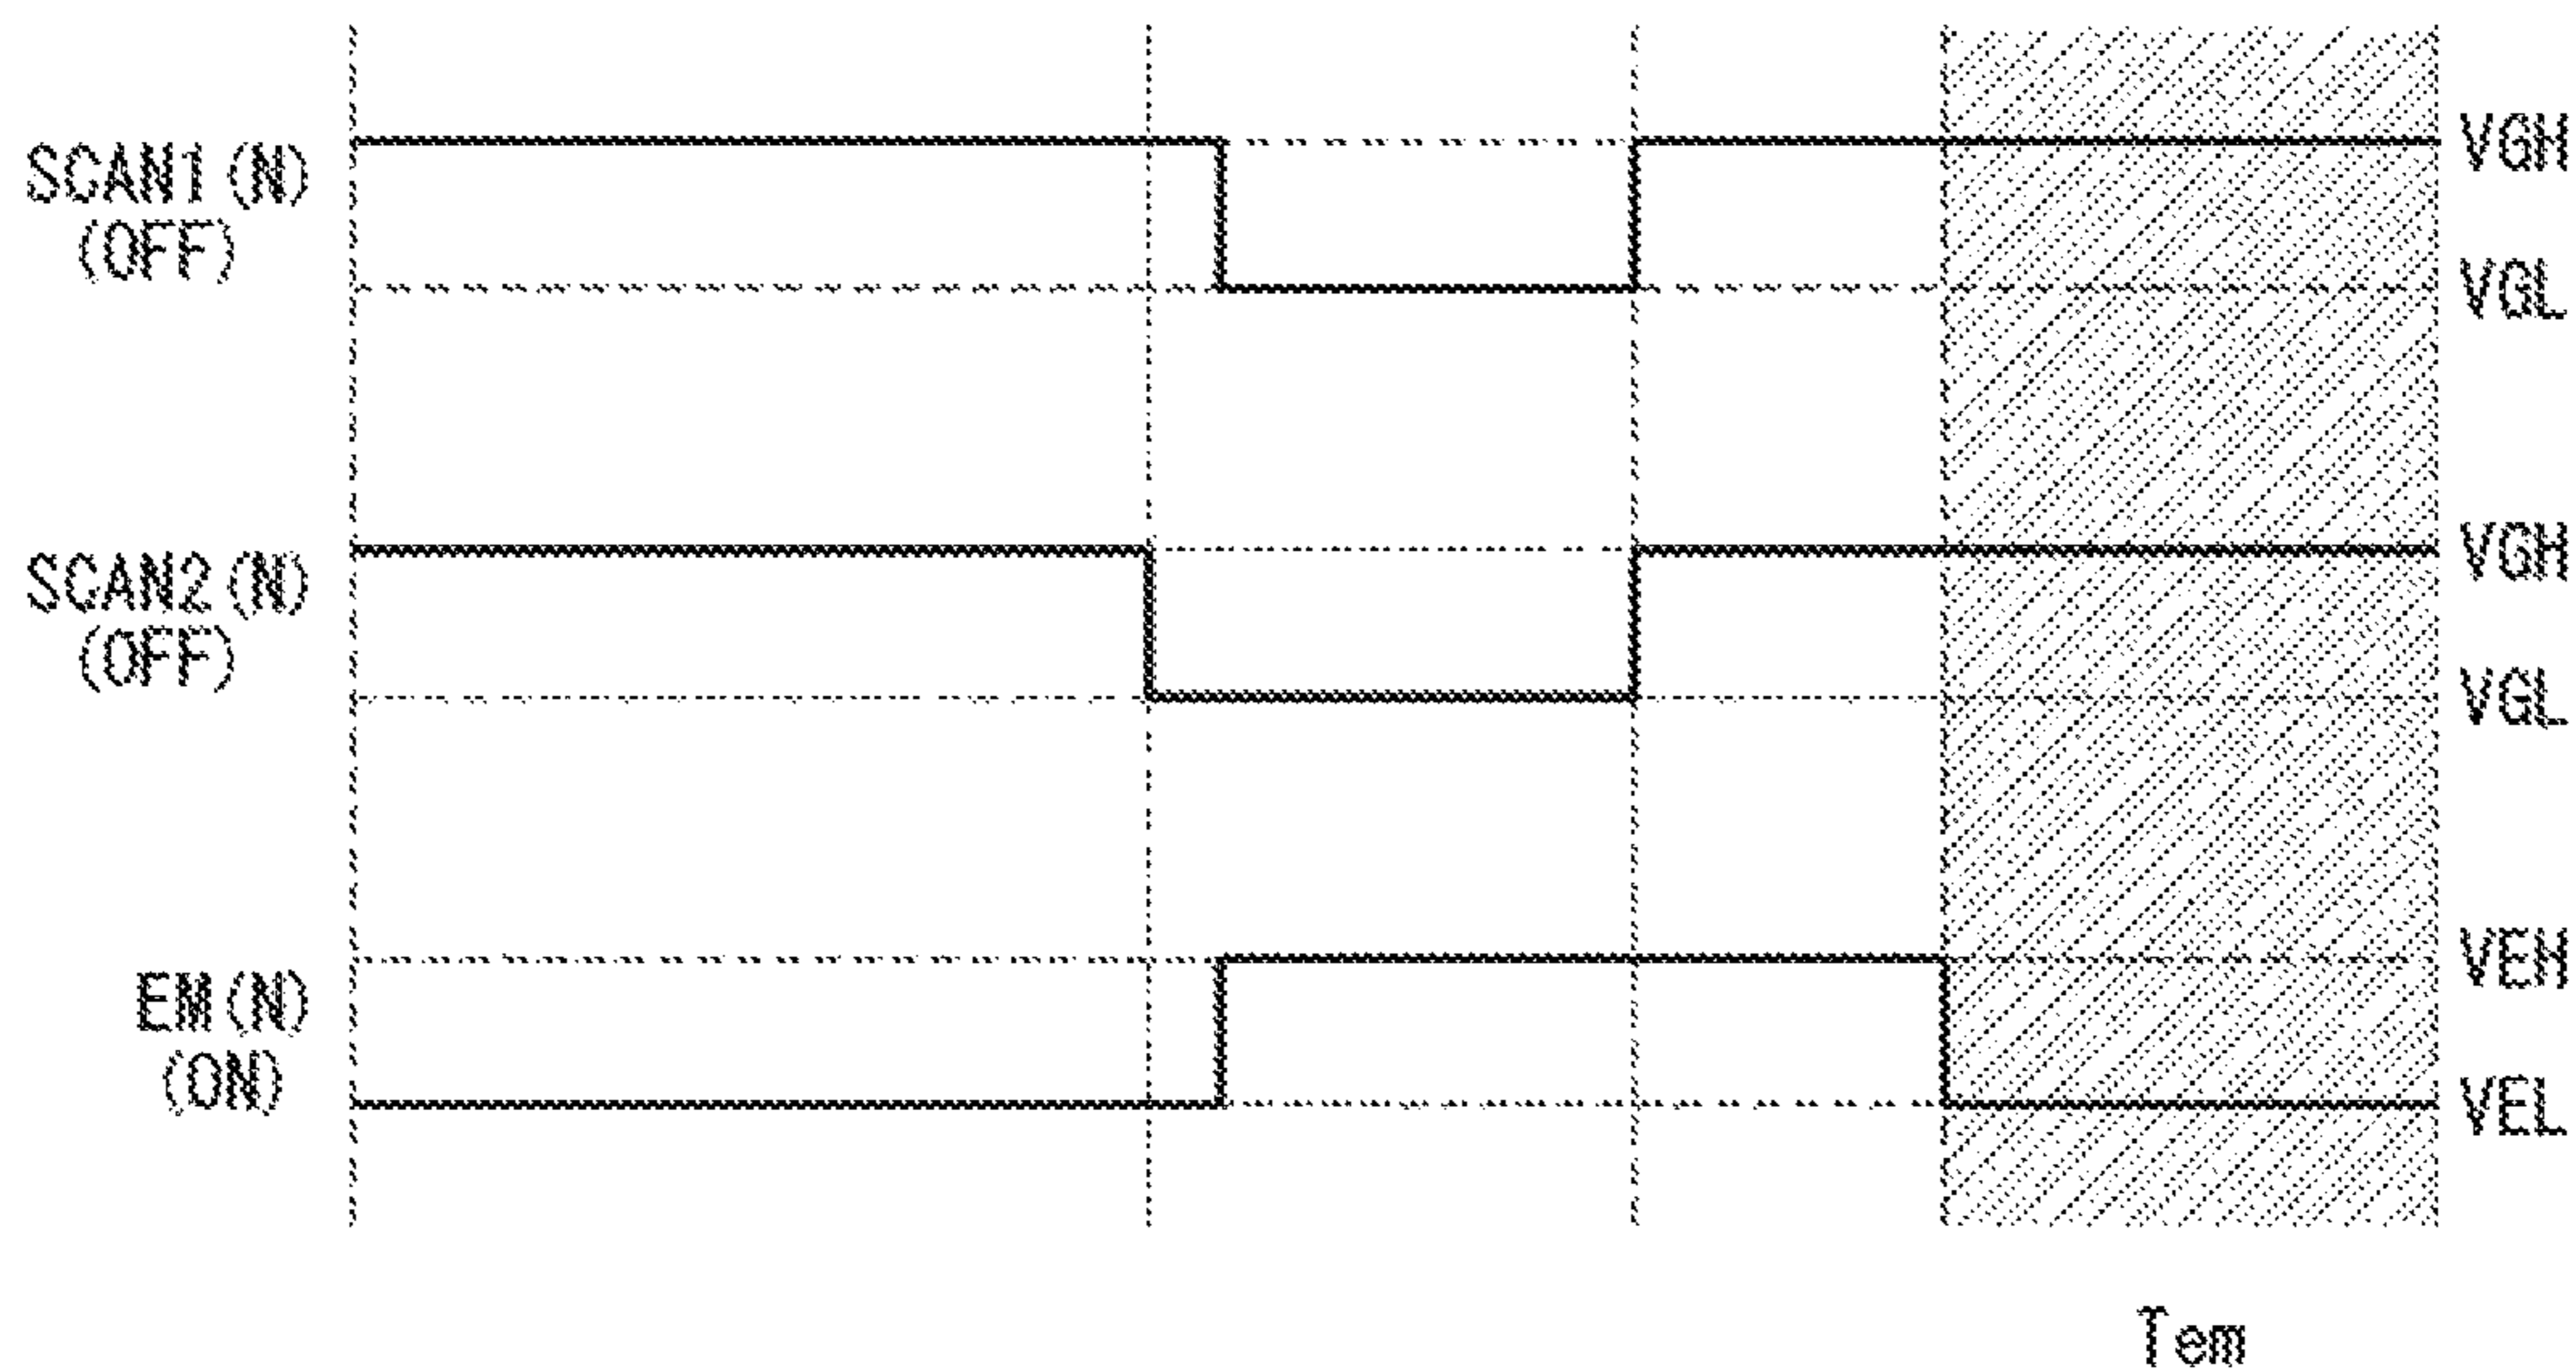 SCAN1(N)
(OFF)
VGH
VGL
SCAN2(N)
(OFF)
VGH
VGL
EM(N)
(ON)
VEH
VEL
Tem